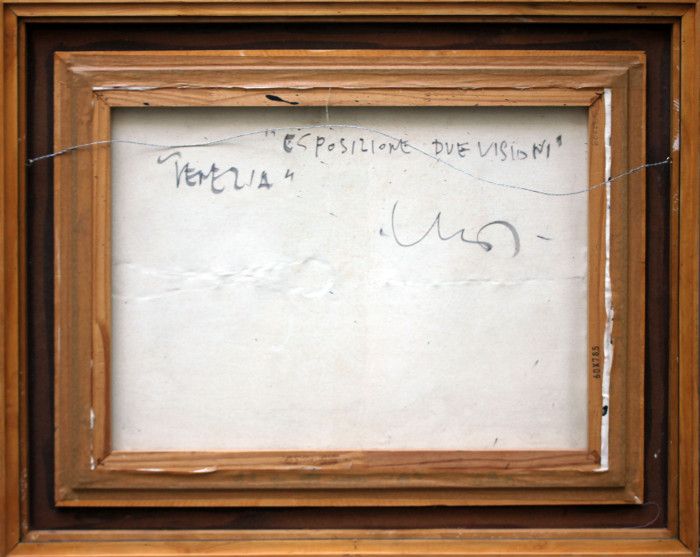 "ESPOSIZIONE DUE VISIONI"
"VENEZIA"
60X785